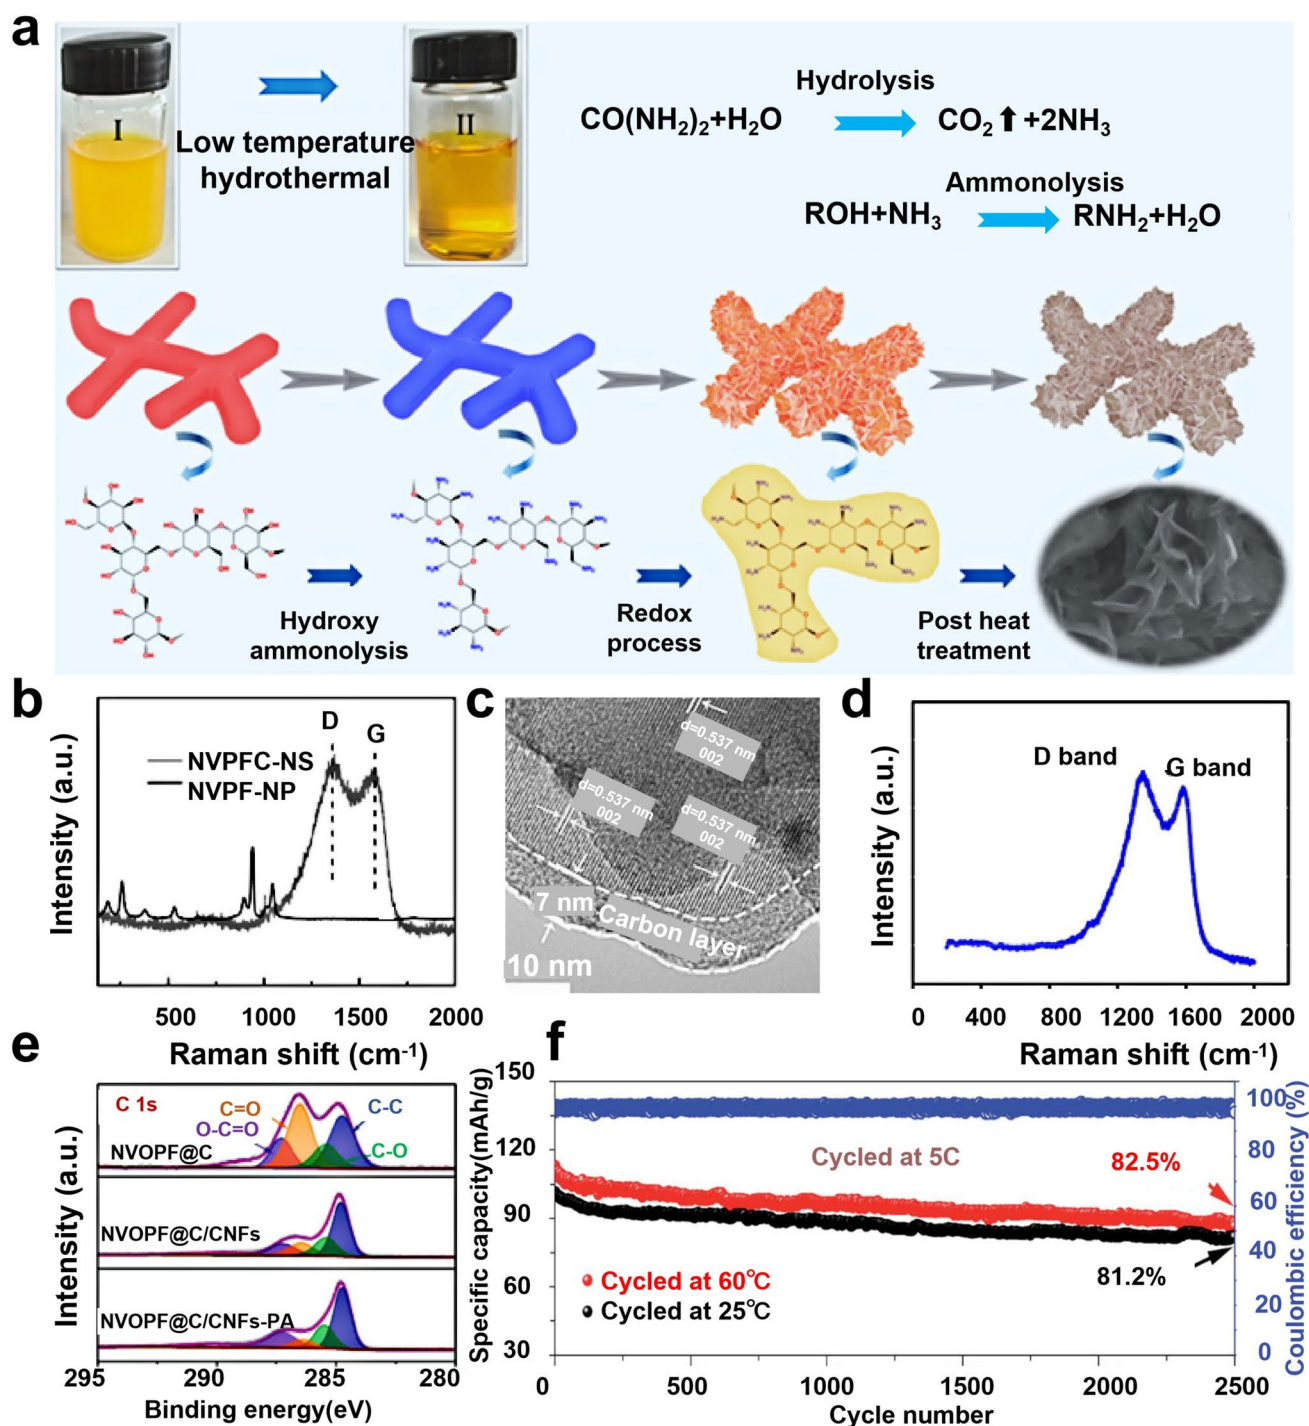 a
I
II
Low temperature
hydrothermal
Hydrolysis
CO(NH₂)₂+H₂O
CO₂ ⬆ +2NH₃
Ammonolysis
ROH+NH₃
RNH₂+H₂O
Hydroxy
ammonolysis
Redox
process
Post heat
treatment
b
Intensity (a.u.)
D
G
NVPFC-NS
NVPF-NP
500
1000
1500
2000
Raman shift (cm⁻¹)
c
d=0.537 nm
002
d=0.537 nm
002
d=0.537 nm
002
7 nm
Carbon layer
10 nm
d
Intensity (a.u.)
D band
G band
0
400
800
1200
1600
2000
Raman shift (cm⁻¹)
e
Intensity (a.u.)
C 1s
C=O
O-C=O
C-C
C-O
NVOPF@C
NVOPF@C/CNFs
NVOPF@C/CNFs-PA
295
290
285
280
Binding energy(eV)
f
Specific capacity(mAh/g)
150
120
90
60
30
Cycled at 5C
82.5%
81.2%
Cycled at 60℃
Cycled at 25℃
100
80
60
40
20
0
Coulombic efficiency (%)
0
500
1000
1500
2000
2500
Cycle number